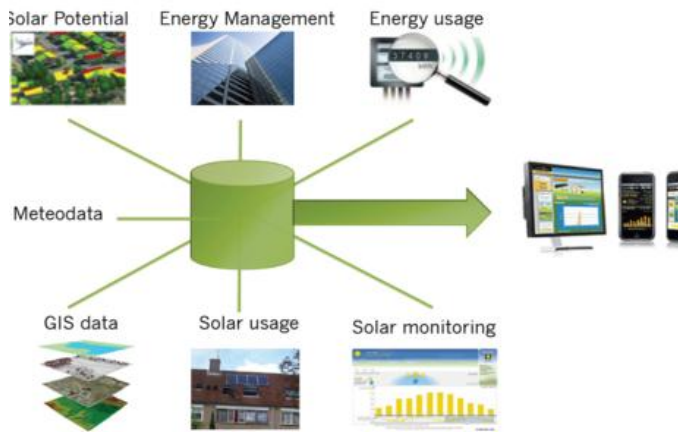 Solar Potential
Energy Management
Energy usage
Meteodata
GIS data
Solar usage
Solar monitoring